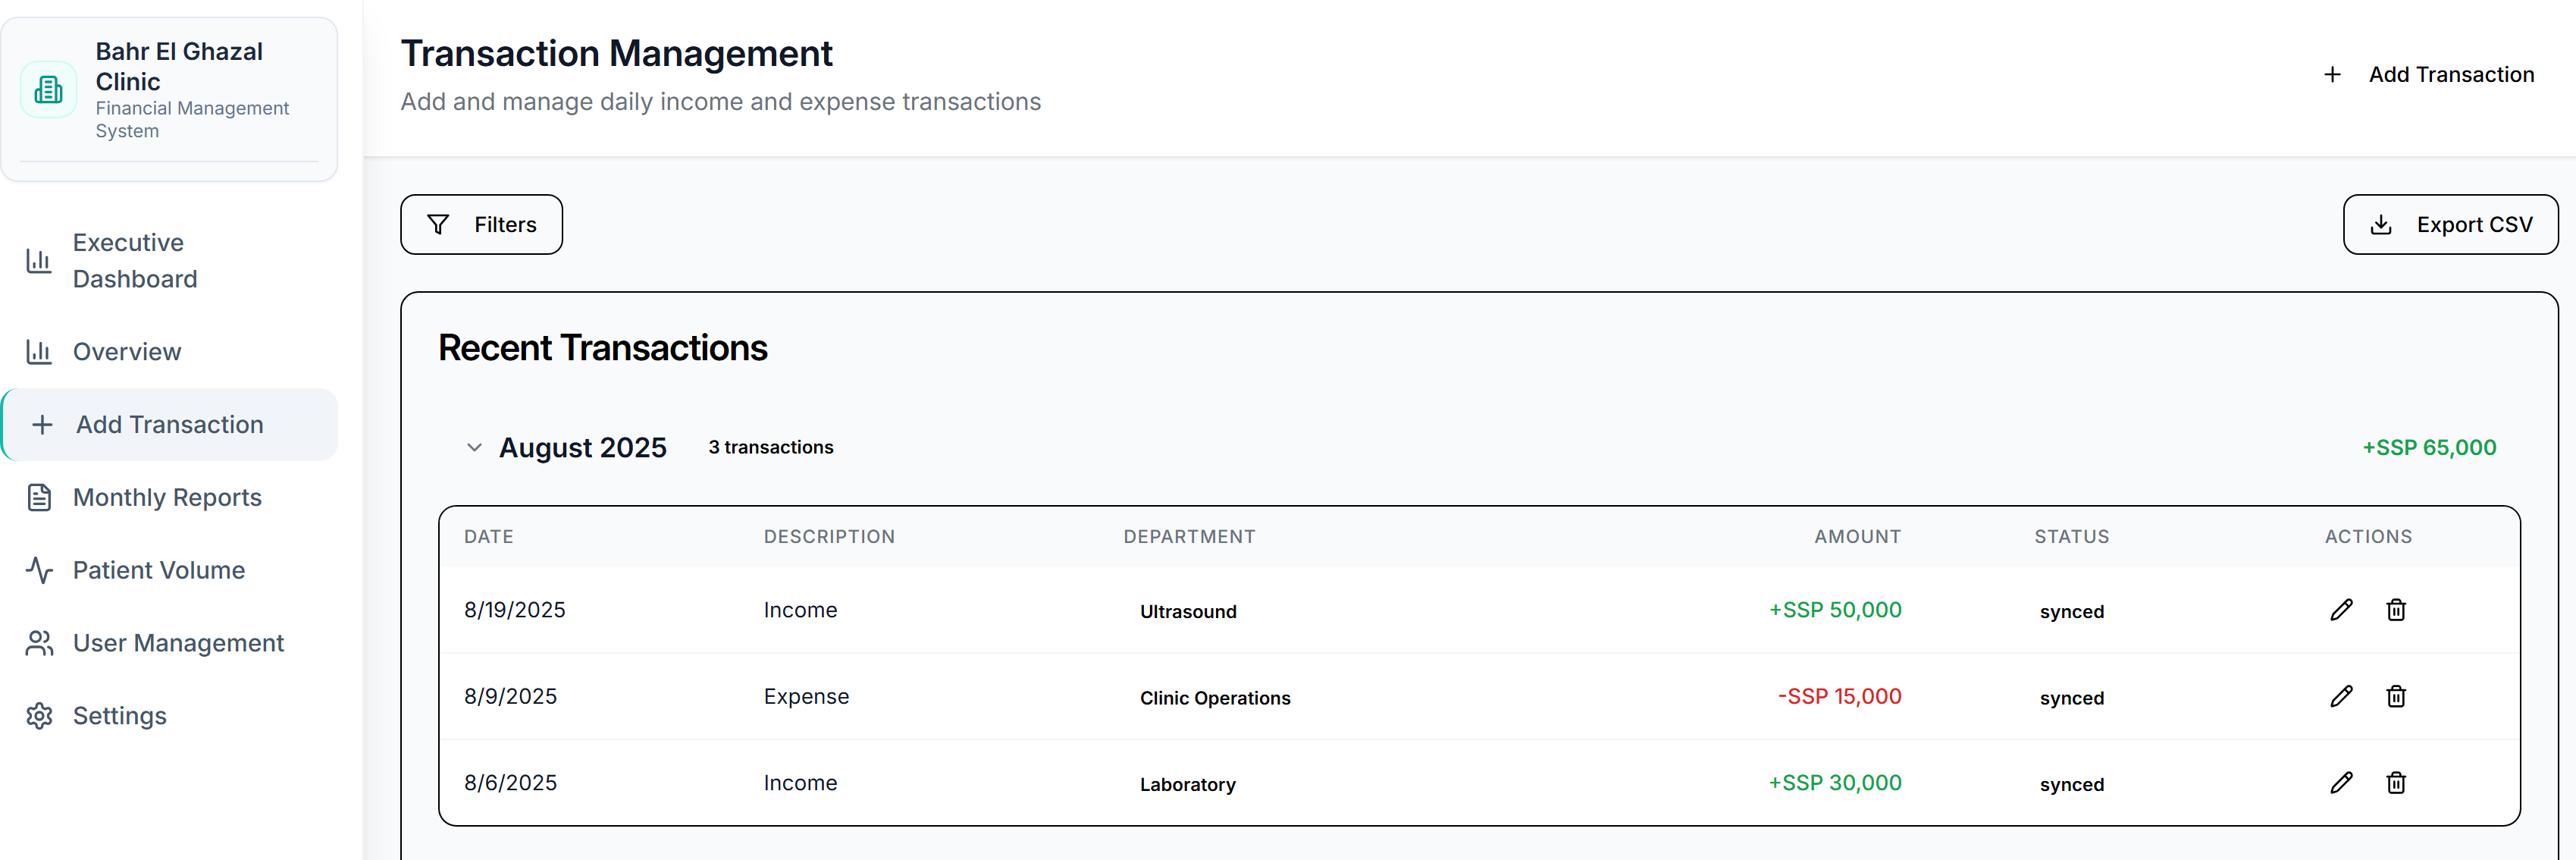 Bahr El Ghazal
Clinic
Financial Management
System
Executive
Dashboard
Overview
Add Transaction
Monthly Reports
Patient Volume
User Management
Settings
Transaction Management
Add and manage daily income and expense transactions
Add Transaction
Filters
Export CSV
Recent Transactions
August 2025 3 transactions +SSP 65,000
DATE DESCRIPTION DEPARTMENT AMOUNT STATUS ACTIONS
8/19/2025 Income Ultrasound +SSP 50,000 synced
8/9/2025 Expense Clinic Operations -SSP 15,000 synced
8/6/2025 Income Laboratory +SSP 30,000 synced